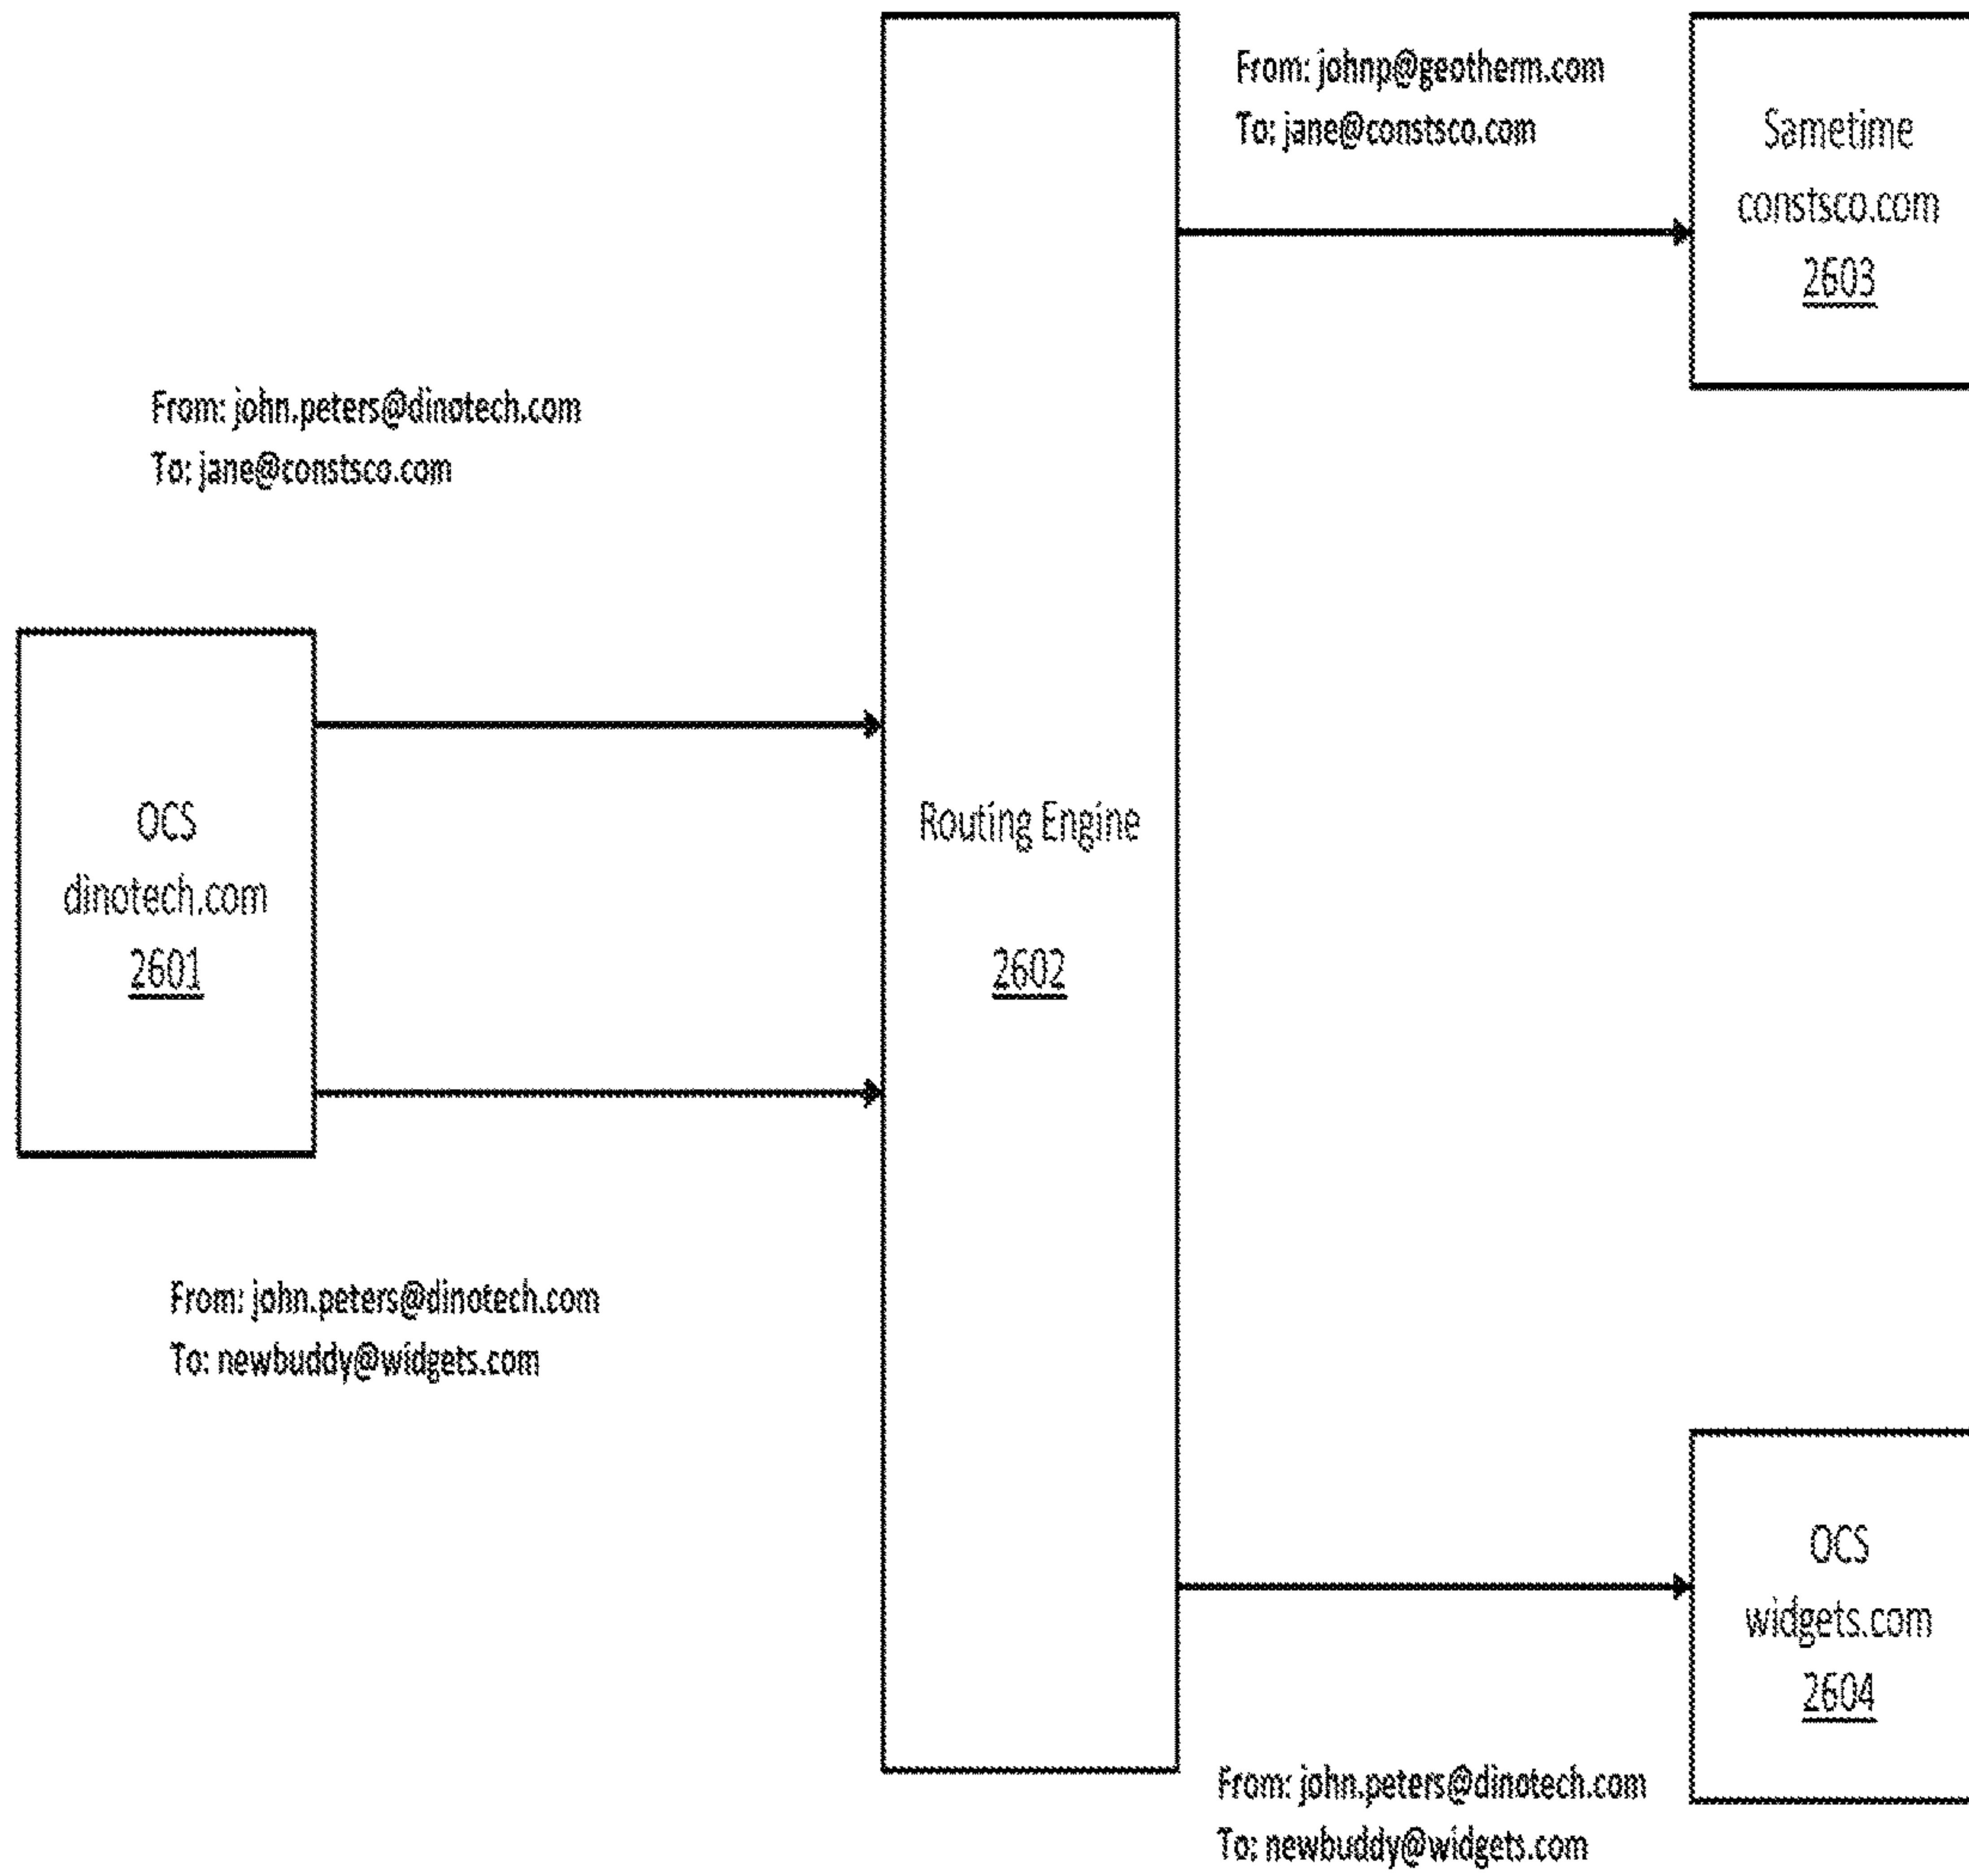 From: johnp@geotherm.com
To: jane@constsco.com
Sametime
constsco.com
2603
From: john.peters@dinotech.com
To: jane@constsco.com
OCS
dinotech.com
2601
Routing Engine
2602
From: john.peters@dinotech.com
To: newbuddy@widgets.com
OCS
widgets.com
2604
From: john.peters@dinotech.com
To: newbuddy@widgets.com